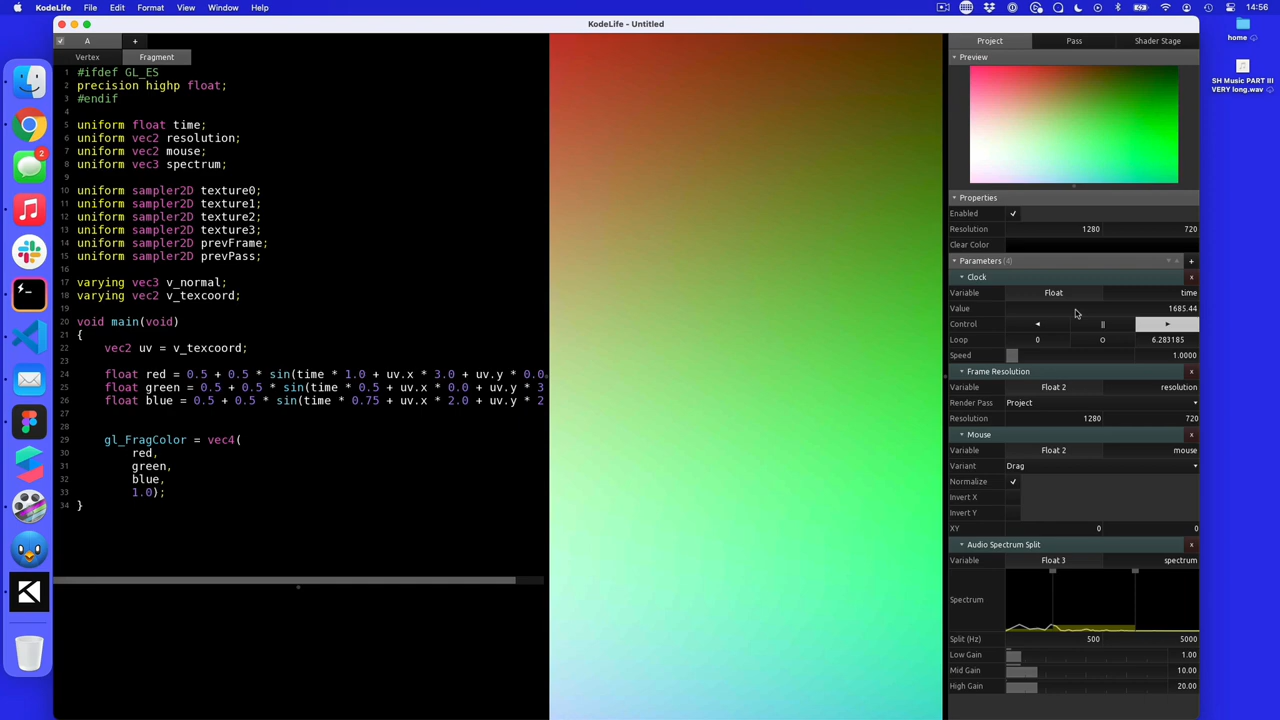 KodeLife File Edit Format View Window Help 14:56
KodeLife - Untitled
home
SH Music PART III
VERY long.wav
2
A +
Vertex Fragment
1 #ifdef GL_ES
2 precision highp float;
3 #endif
4
5 uniform float time;
6 uniform vec2 resolution;
7 uniform vec2 mouse;
8 uniform vec3 spectrum;
9
10 uniform sampler2D texture0;
11 uniform sampler2D texture1;
12 uniform sampler2D texture2;
13 uniform sampler2D texture3;
14 uniform sampler2D prevFrame;
15 uniform sampler2D prevPass;
16
17 varying vec3 v_normal;
18 varying vec2 v_texcoord;
19
20 void main(void)
21 {
22 vec2 uv = v_texcoord;
23
24 float red = 0.5 + 0.5 * sin(time * 1.0 + uv.x * 3.0 + uv.y * 0.0
25 float green = 0.5 + 0.5 * sin(time * 0.5 + uv.x * 0.0 + uv.y * 3
26 float blue = 0.5 + 0.5 * sin(time * 0.75 + uv.x * 2.0 + uv.y * 2
27
28
29 gl_FragColor = vec4(
30 red,
31 green,
32 blue,
33 1.0);
34 }
Project Pass Shader Stage
Preview
Properties
Enabled
Resolution 1280 720
Clear Color
Parameters (4) +
Clock x
Variable Float time
Value 1685.44
Control
Loop 0 O 6.283185
Speed 1.0000
Frame Resolution x
Variable Float 2 resolution
Render Pass Project
Resolution 1280 720
Mouse x
Variable Float 2 mouse
Variant Drag
Normalize
Invert X
Invert Y
XY 0 0
Audio Spectrum Split x
Variable Float 3 spectrum
Spectrum
Split (Hz) 500 5000
Low Gain 1.00
Mid Gain 10.00
High Gain 20.00